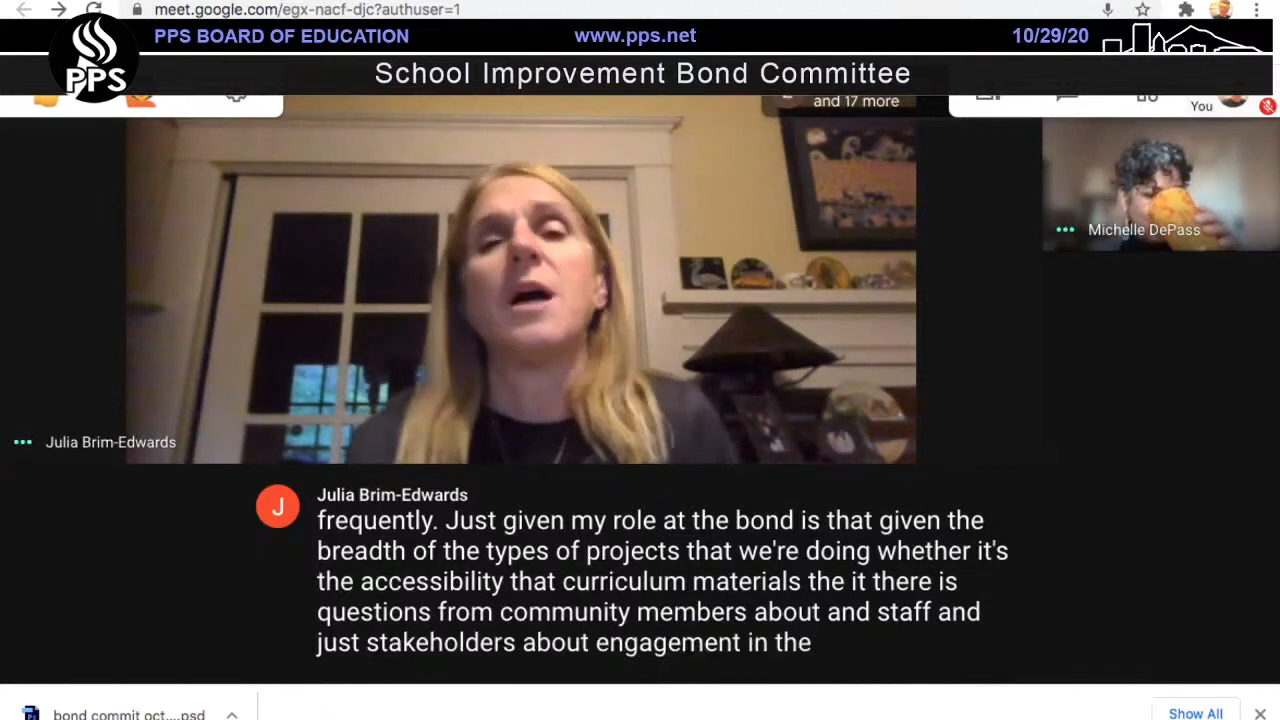 meet.google.com/egx-nacf-djc?authuser=1
PPS BOARD OF EDUCATION
www.pps.net
10/29/20
PPS
School Improvement Bond Committee
and 17 more
You
Michelle DePass
Julia Brim-Edwards
J
Julia Brim-Edwards
frequently. Just given my role at the bond is that given the
breadth of the types of projects that we're doing whether it's
the accessibility that curriculum materials the it there is
questions from community members about and staff and
just stakeholders about engagement in the
bond commit oct....psd
Show All